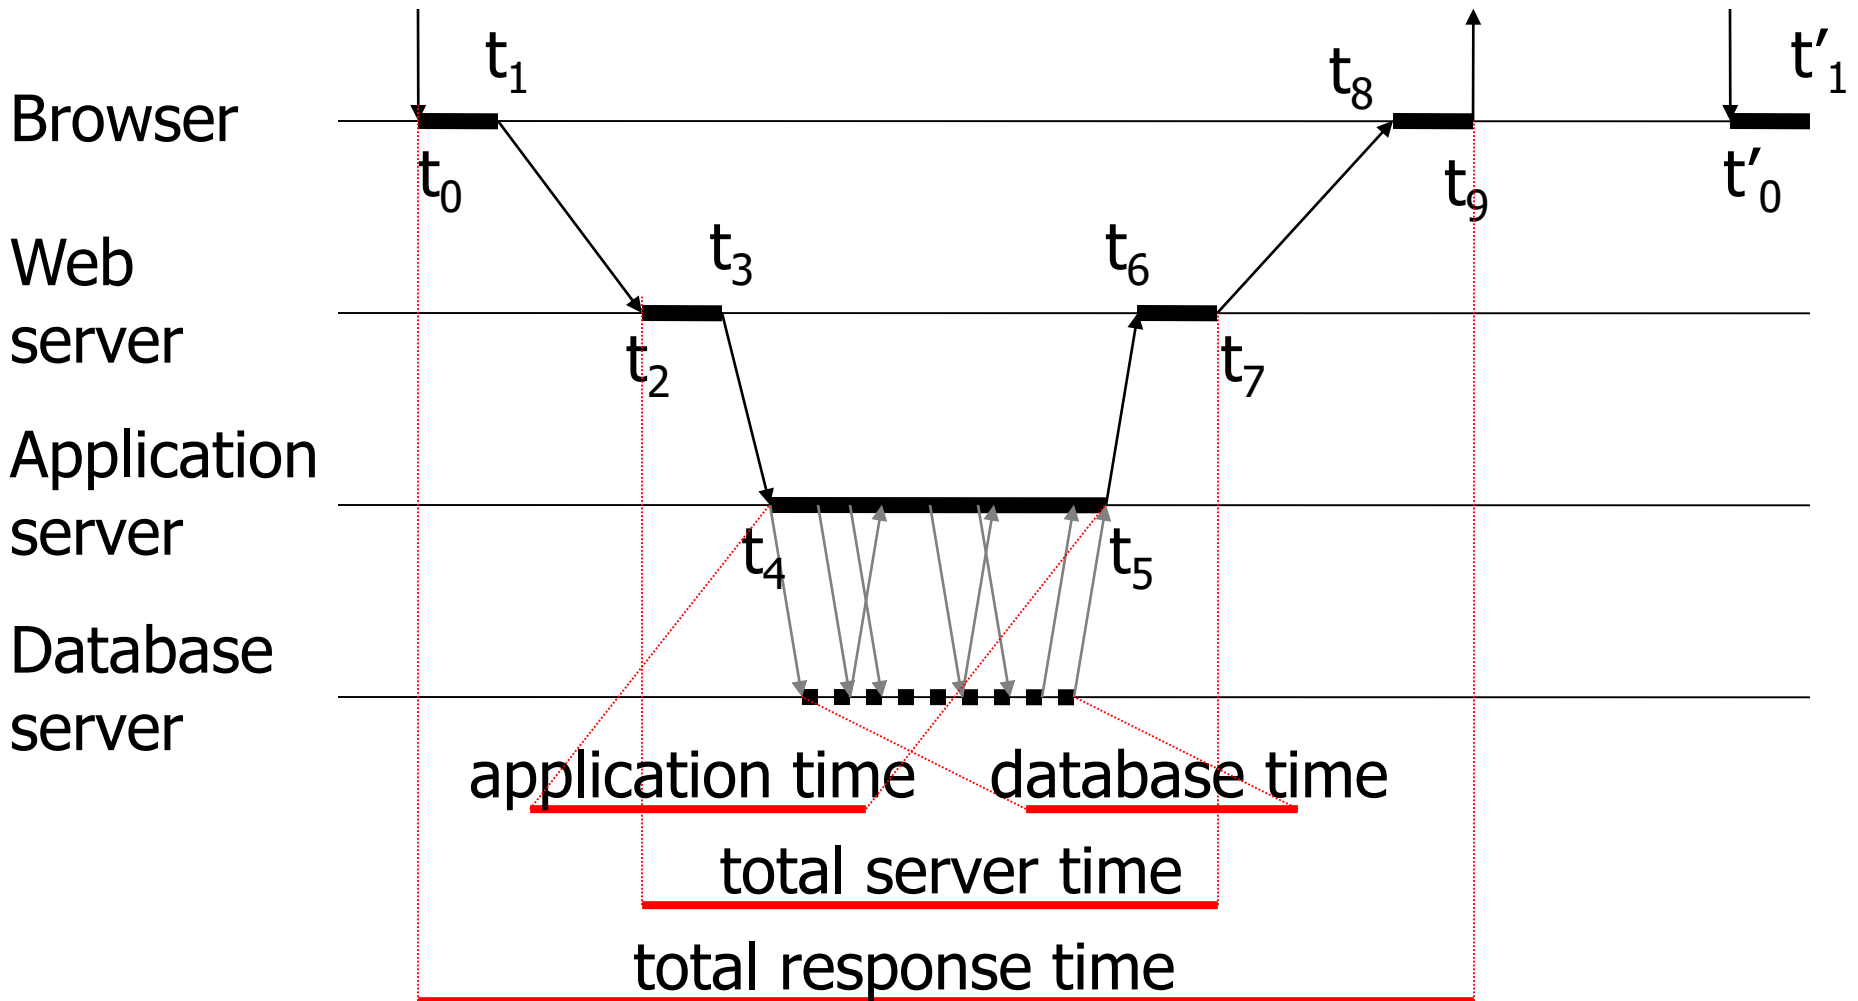 t₁
t₈
t′₁
Browser
t₀
t₉
t′₀
Web
server
t₃
t₆
t₂
t₇
Application
server
t₄
t₅
Database
server
application time
database time
total server time
total response time